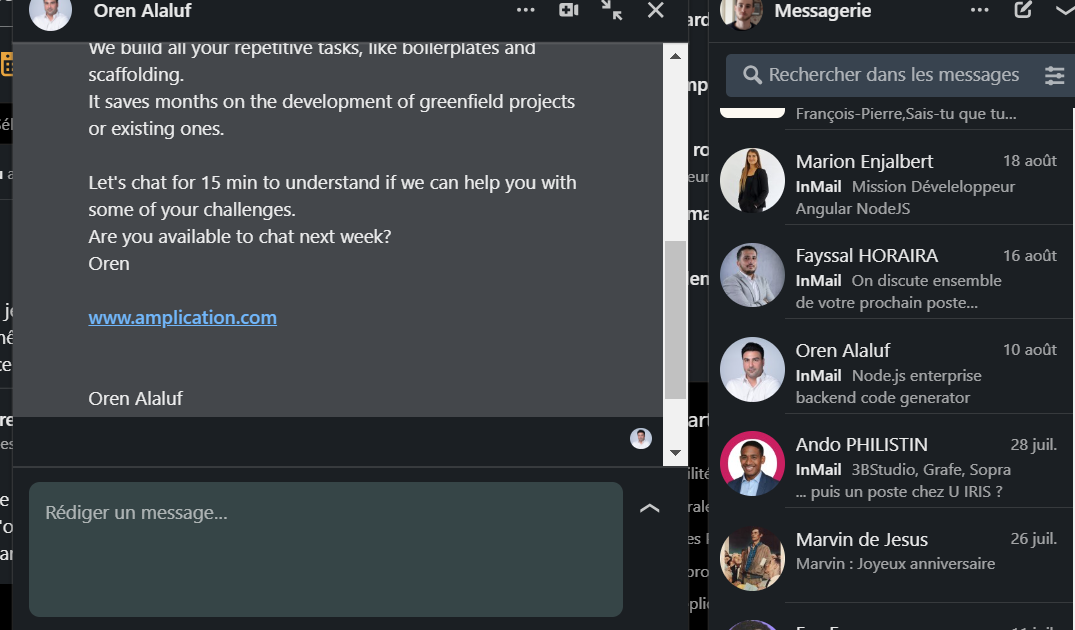 Oren Alaluf
We build all your repetitive tasks, like boilerplates and
scaffolding.
It saves months on the development of greenfield projects
or existing ones.
Let's chat for 15 min to understand if we can help you with
some of your challenges.
Are you available to chat next week?
Oren
www.amplication.com
Oren Alaluf
Rédiger un message...
Messagerie
Rechercher dans les messages
François-Pierre,Sais-tu que tu...
Marion Enjalbert 18 août
InMail Mission Déveleloppeur
Angular NodeJS
Fayssal HORAIRA 16 août
InMail On discute ensemble
de votre prochain poste...
Oren Alaluf 10 août
InMail Node.js enterprise
backend code generator
Ando PHILISTIN 28 juil.
InMail 3BStudio, Grafe, Sopra
... puis un poste chez U IRIS ?
Marvin de Jesus 26 juil.
Marvin : Joyeux anniversaire